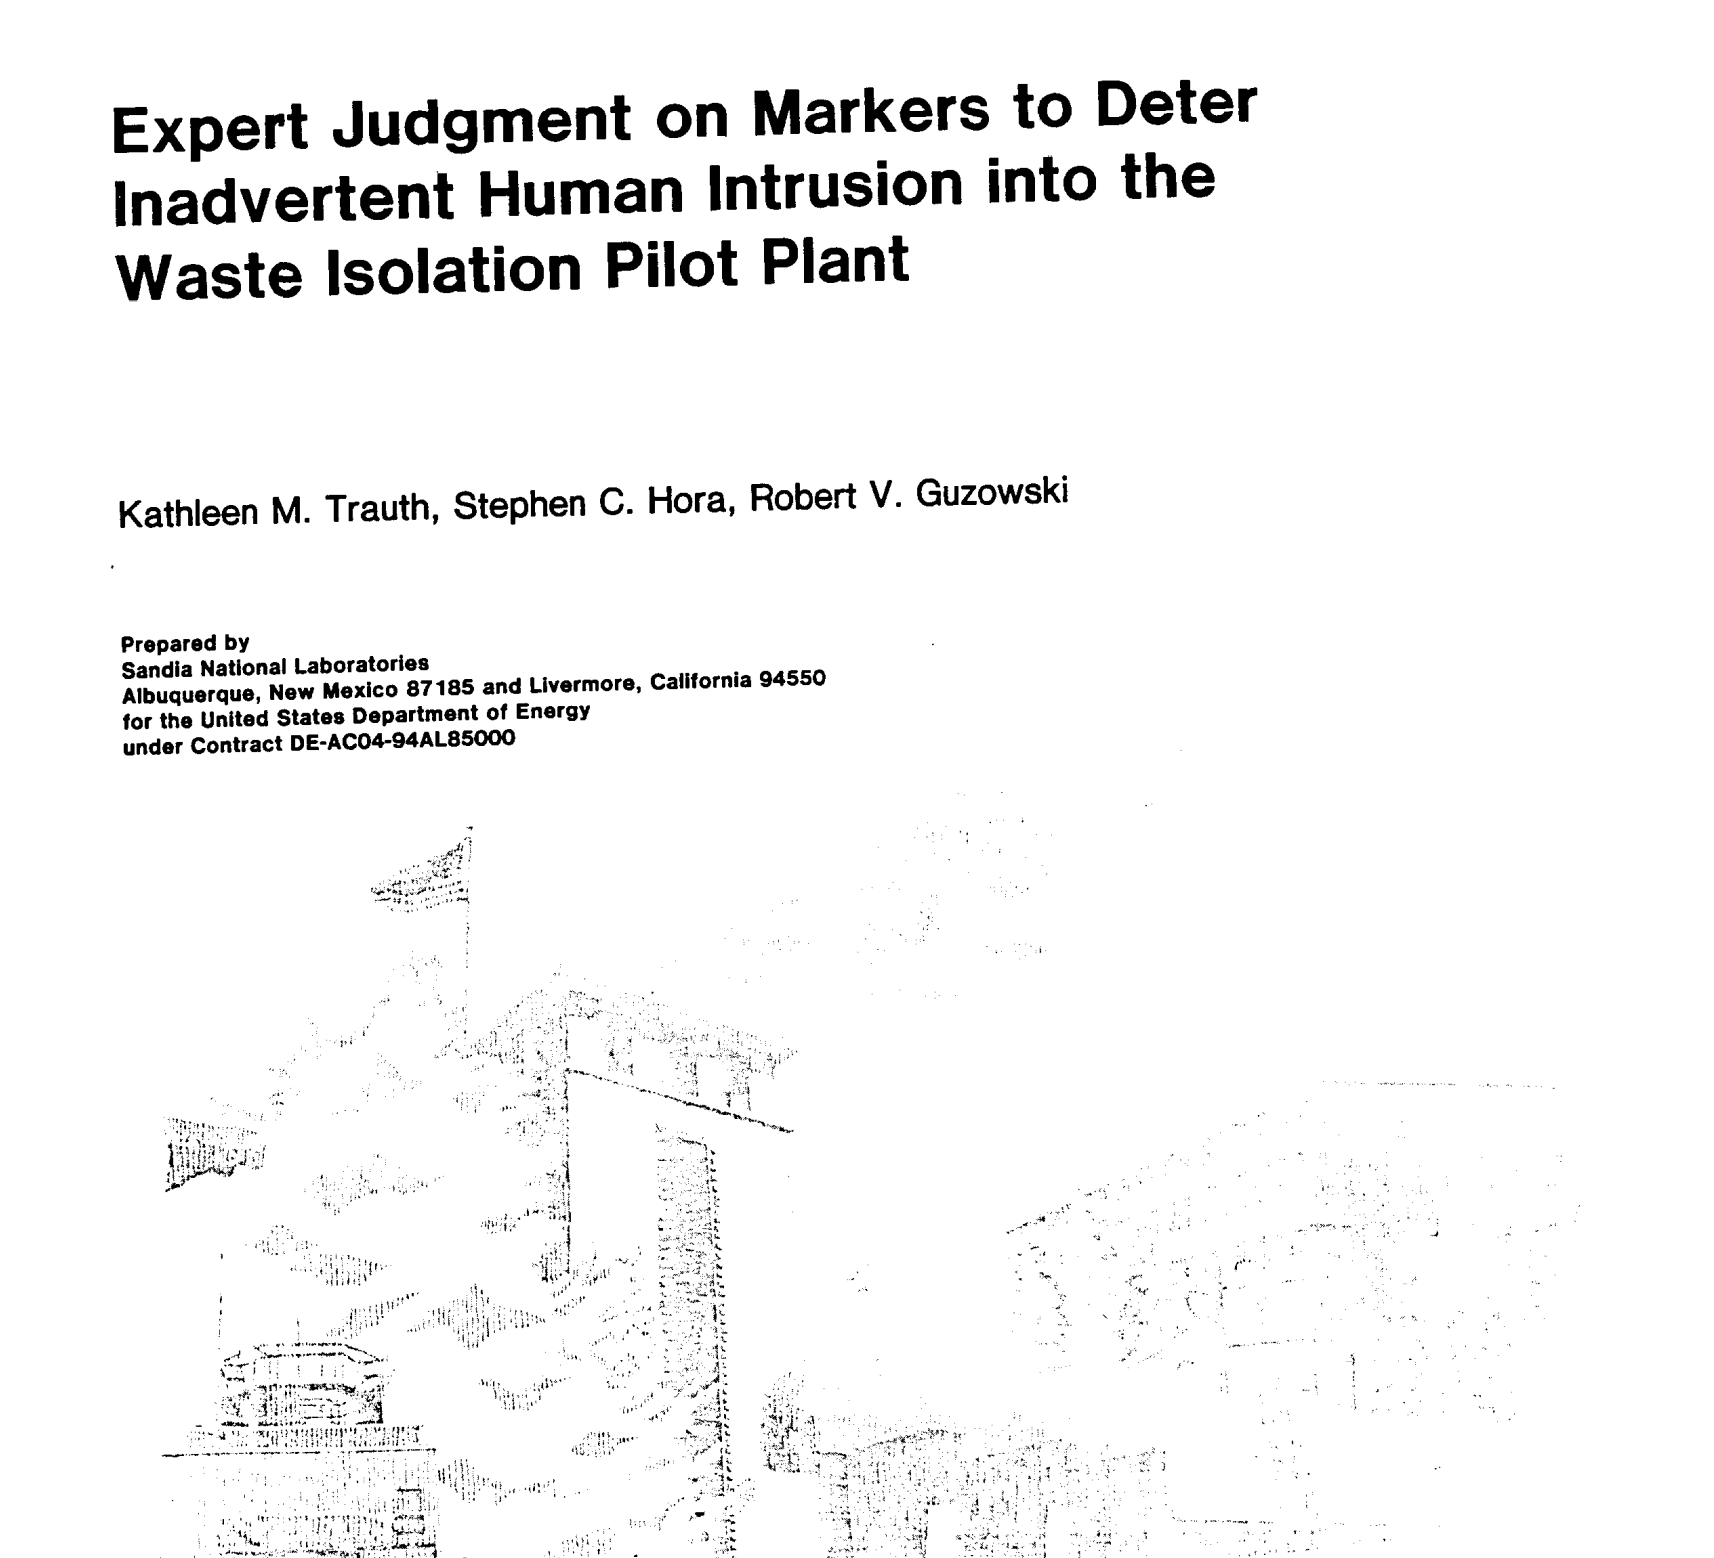 Expert Judgment on Markers to Deter
Inadvertent Human Intrusion into the
Waste Isolation Pilot Plant
Kathleen M. Trauth, Stephen C. Hora, Robert V. Guzowski
Prepared by
Sandia National Laboratories
Albuquerque, New Mexico 87185 and Livermore, California 94550
for the United States Department of Energy
under Contract DE-AC04-94AL85000